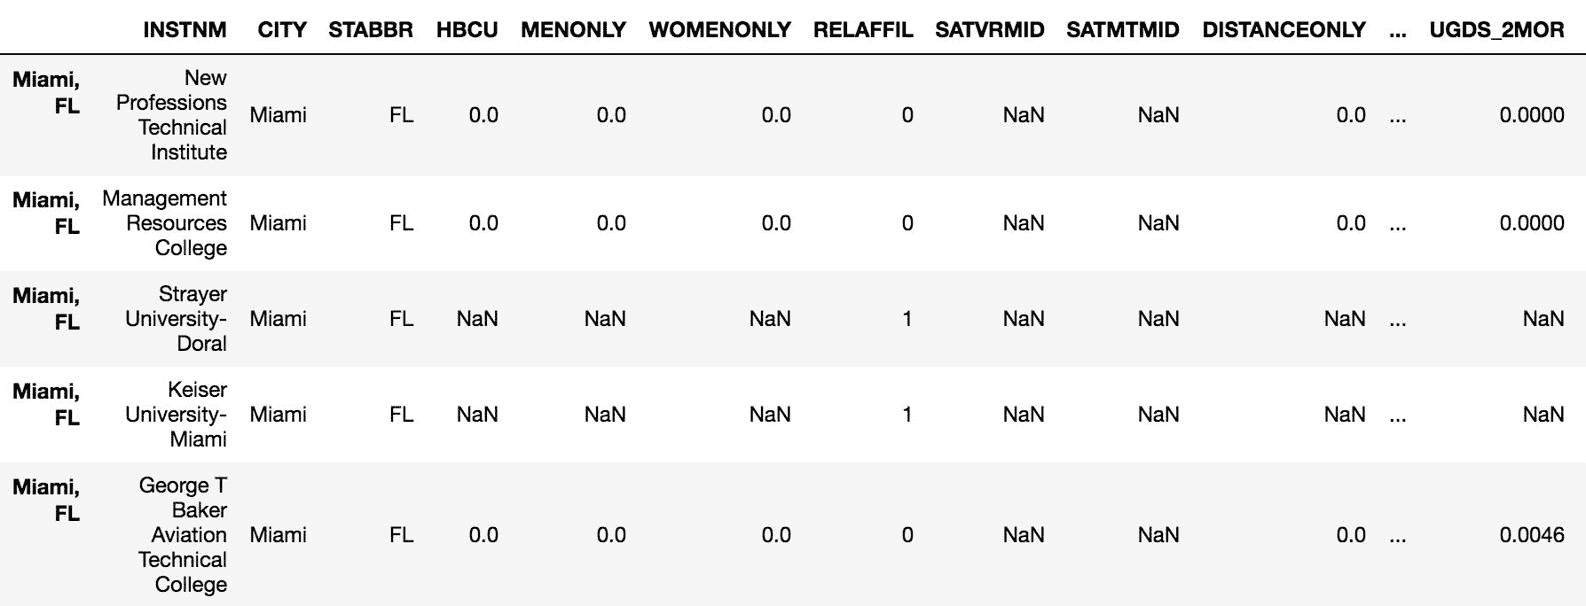 INSTNM CITY STABBR HBCU MENONLY WOMENONLY RELAFFIL SATVRMID SATMTMID DISTANCEONLY ... UGDS_2MOR
Miami, FL New Professions Technical Institute Miami FL 0.0 0.0 0.0 0 NaN NaN 0.0 ... 0.0000
Miami, FL Management Resources College Miami FL 0.0 0.0 0.0 0 NaN NaN 0.0 ... 0.0000
Miami, FL Strayer University-Doral Miami FL NaN NaN NaN 1 NaN NaN NaN ... NaN
Miami, FL Keiser University-Miami Miami FL NaN NaN NaN 1 NaN NaN NaN ... NaN
Miami, FL George T Baker Aviation Technical College Miami FL 0.0 0.0 0.0 0 NaN NaN 0.0 ... 0.0046